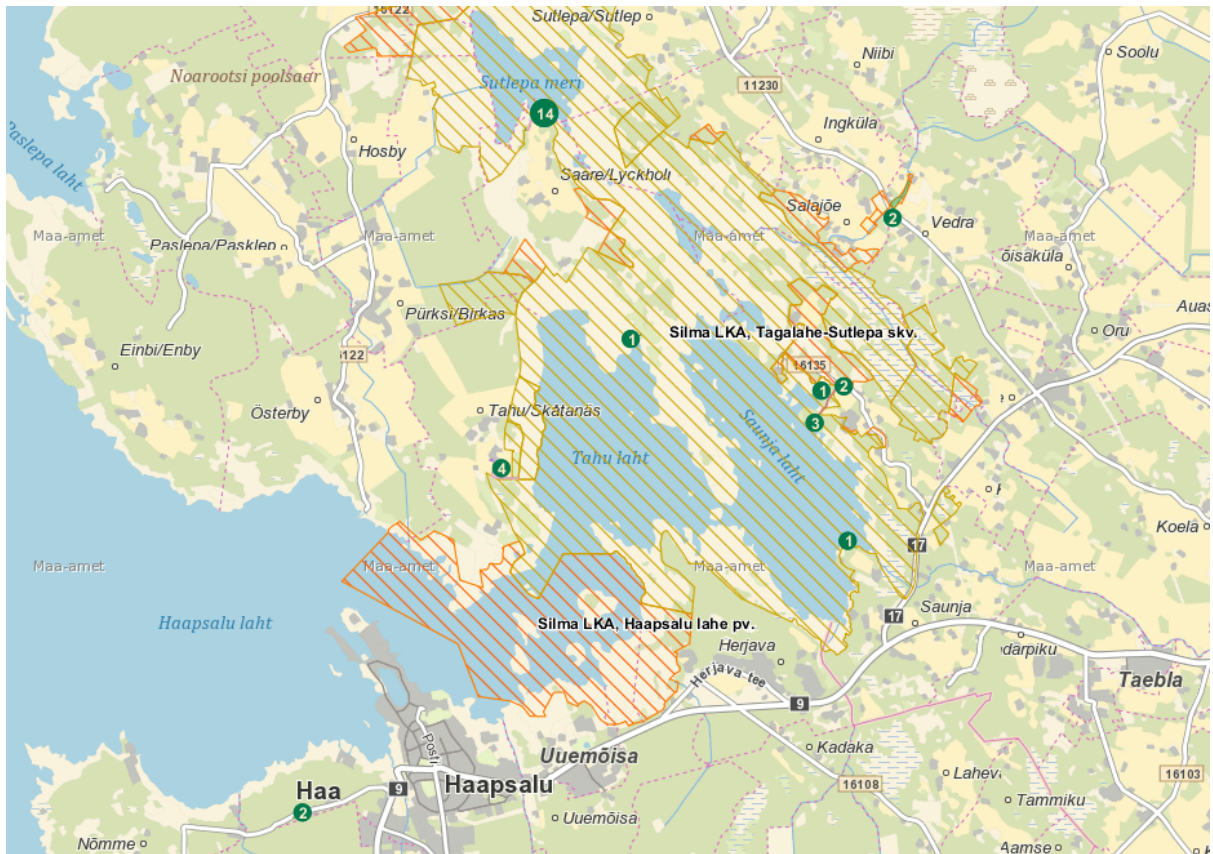 16122
Sutlepa/Sutlep
Soolu
Niibi
Noarootsi poolsaar
Sutlepa meri
11230
14
Paslepa laht
Hosby
Ingküla
Saare/Lyckholm
Salajõe
2
Vedra
Maa-amet
Maa-amet
Maa-amet
Maa-amet
Paslepa/Pasklep
õisaküla
Pürksi/Birkas
Auas
Silma LKA, Tagalahe-Sutlepa skv.
Oru
1
Einbi/Enby
16122
16135
1
2
Österby
Tahu/Skåtanäs
3
Saunja laht
Tahu laht
4
Koela
1
17
Maa-amet
Maa-amet
Maa-amet
Maa-amet
Haapsalu laht
Silma LKA, Haapsalu lahe pv.
17
Saunja
Herjava
darpiku
Herjava tee
Taebla
9
Posti
Uuemõisa
Kadaka
Lahev
16103
16108
Haa
9
Haapsalu
Tammiku
2
Uuemõisa
Nõmme
Aamse